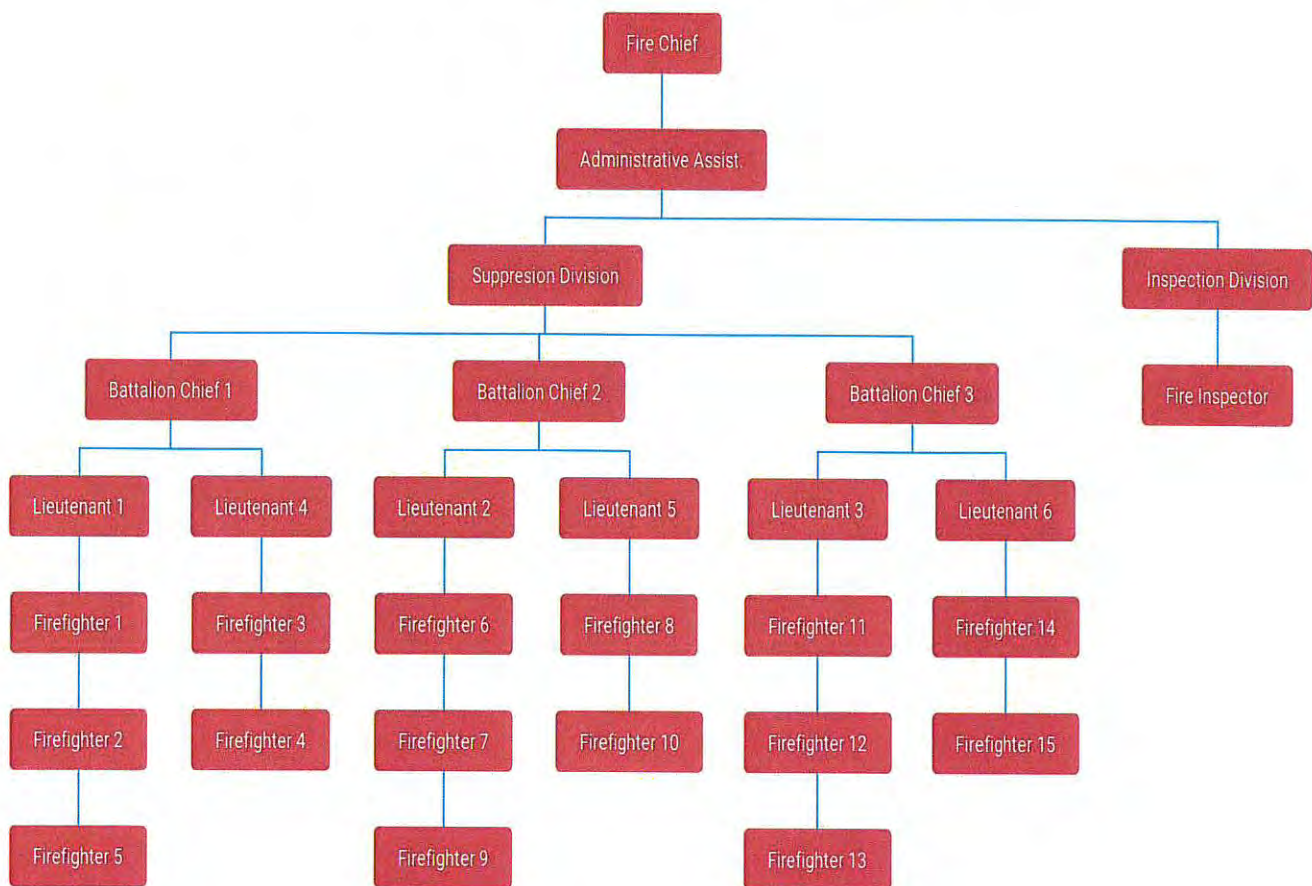 Fire Chief
Administrative Assist.
Suppresion Division
Inspection Division
Battalion Chief 1
Battalion Chief 2
Battalion Chief 3
Fire Inspector
Lieutenant 1
Lieutenant 4
Lieutenant 2
Lieutenant 5
Lieutenant 3
Lieutenant 6
Firefighter 1
Firefighter 3
Firefighter 6
Firefighter 8
Firefighter 11
Firefighter 14
Firefighter 2
Firefighter 4
Firefighter 7
Firefighter 10
Firefighter 12
Firefighter 15
Firefighter 5
Firefighter 9
Firefighter 13